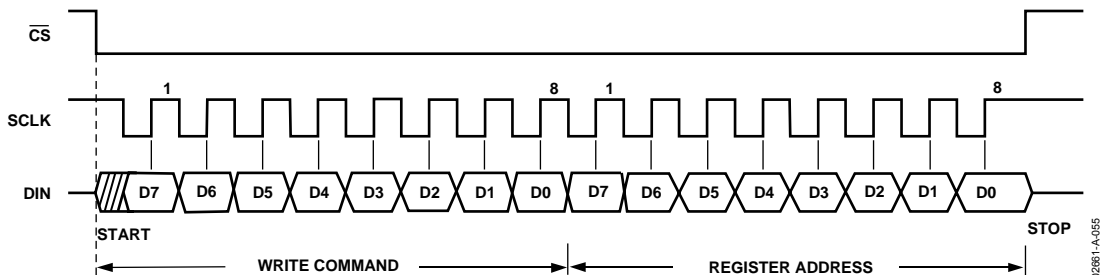 CS
1 8 1 8
SCLK
DIN D7 D6 D5 D4 D3 D2 D1 D0 D7 D6 D5 D4 D3 D2 D1 D0
START STOP
WRITE COMMAND REGISTER ADDRESS
02661-A-055